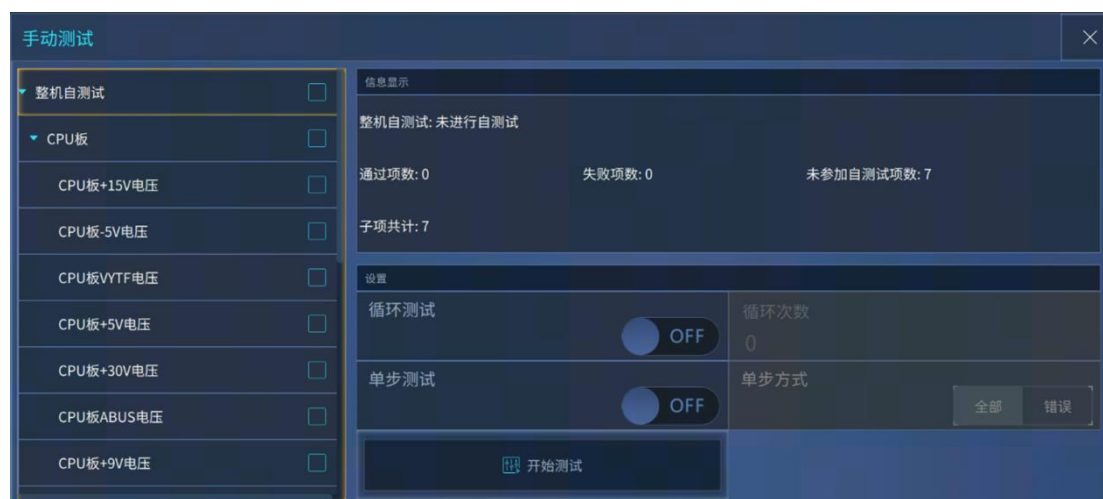 手动测试
整机自测试
CPU板
CPU板+15V电压
CPU板-5V电压
CPU板VYTF电压
CPU板+5V电压
CPU板+30V电压
CPU板ABUS电压
CPU板+9V电压
信息显示
整机自测试: 未进行自测试
通过项数: 0 失败项数: 0 未参加自测试项数: 7
子项共计: 7
设置
循环测试 OFF
循环次数
0
单步测试 OFF
单步方式
全部 错误
开始测试